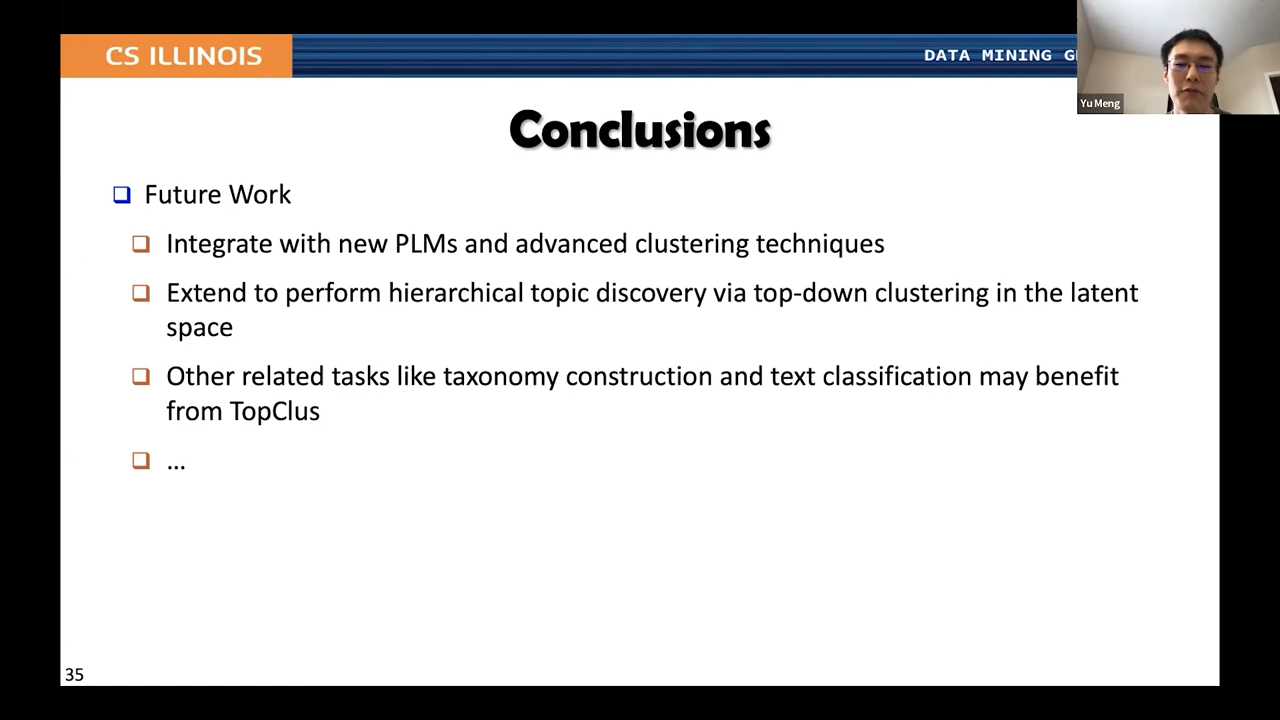 CS ILLINOIS
DATA MINING
Yu Meng
Conclusions
Future Work
Integrate with new PLMs and advanced clustering techniques
Extend to perform hierarchical topic discovery via top-down clustering in the latent
space
Other related tasks like taxonomy construction and text classification may benefit
from TopClus
...
35